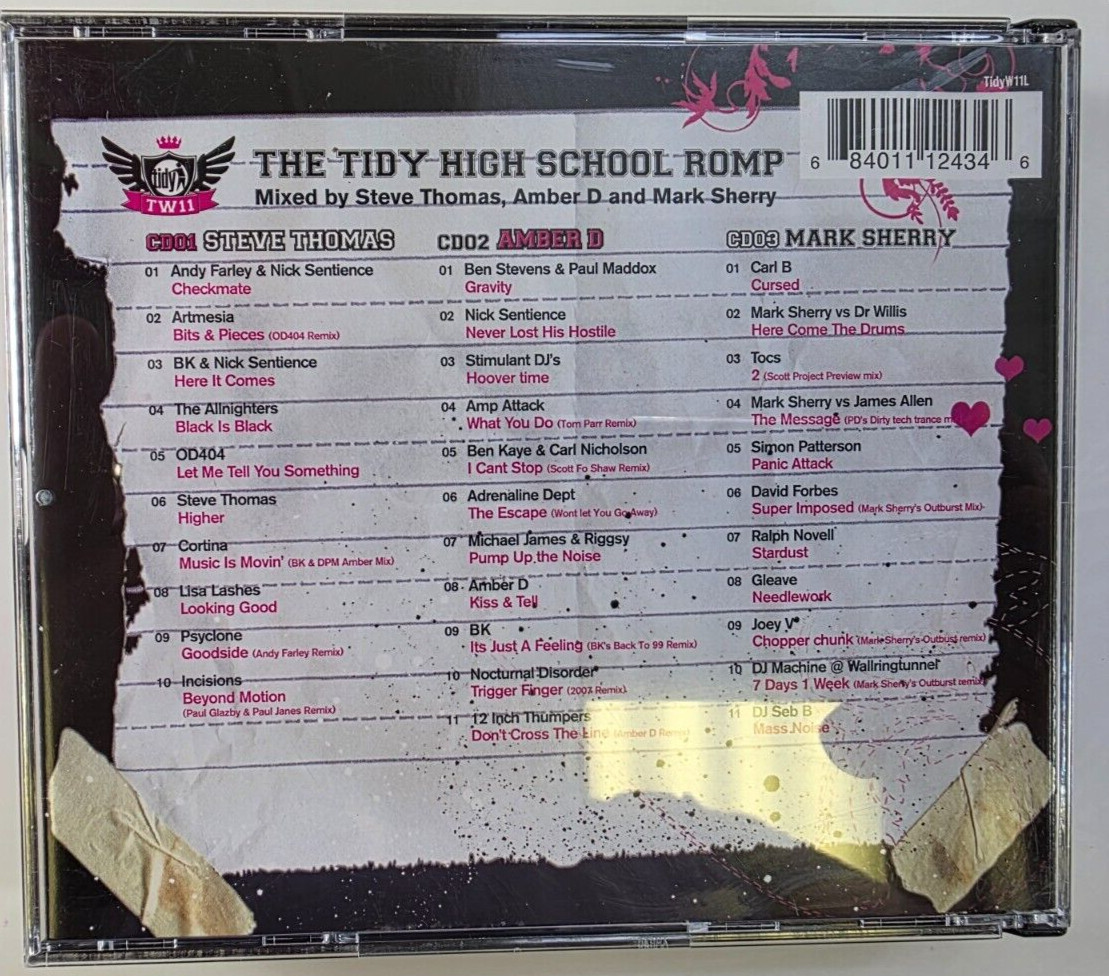 TidyW11L
6 84011 12434 6
tidy
TW11
THE TIDY HIGH SCHOOL ROMP
Mixed by Steve Thomas, Amber D and Mark Sherry
CD01 STEVE THOMAS
01 Andy Farley & Nick Sentience
Checkmate
02 Artmesia
Bits & Pieces (OD404 Remix)
03 BK & Nick Sentience
Here It Comes
04 The Allnighters
Black Is Black
05 OD404
Let Me Tell You Something
06 Steve Thomas
Higher
07 Cortina
Music Is Movin' (BK & DPM Amber Mix)
08 Lisa Lashes
Looking Good
09 Psyclone
Goodside (Andy Farley Remix)
10 Incisions
Beyond Motion
(Paul Glazby & Paul Janes Remix)
CD02 AMBER D
01 Ben Stevens & Paul Maddox
Gravity
02 Nick Sentience
Never Lost His Hostile
03 Stimulant DJ's
Hoover time
04 Amp Attack
What You Do (Tom Parr Remix)
05 Ben Kaye & Carl Nicholson
I Cant Stop (Scott Fo Shaw Remix)
06 Adrenaline Dept
The Escape (Wont let You Go Away)
07 Michael James & Riggsy
Pump Up the Noise
08 Amber D
Kiss & Tell
09 BK
Its Just A Feeling (BK's Back To 99 Remix)
10 Nocturnal Disorder
Trigger Finger (2007 Remix)
11 12 Inch Thumpers
Don't Cross The Line (Amber D Remix)
CD03 MARK SHERRY
01 Carl B
Cursed
02 Mark Sherry vs Dr Willis
Here Come The Drums
03 Tocs
2 (Scott Project Preview mix)
04 Mark Sherry vs James Allen
The Message (PD's Dirty tech trance
05 Simon Patterson
Panic Attack
06 David Forbes
Super Imposed (Mark Sherry's Outburst Mix)
07 Ralph Novell
Stardust
08 Gleave
Needlework
09 Joey V
Chopper chunk (Mark Sherry's Outbust remix)
10 DJ Machine @ Wallringtunnel
7 Days 1 Week (Mark Sherry's Outburst remix)
11 DJ Seb B
Mass Noise